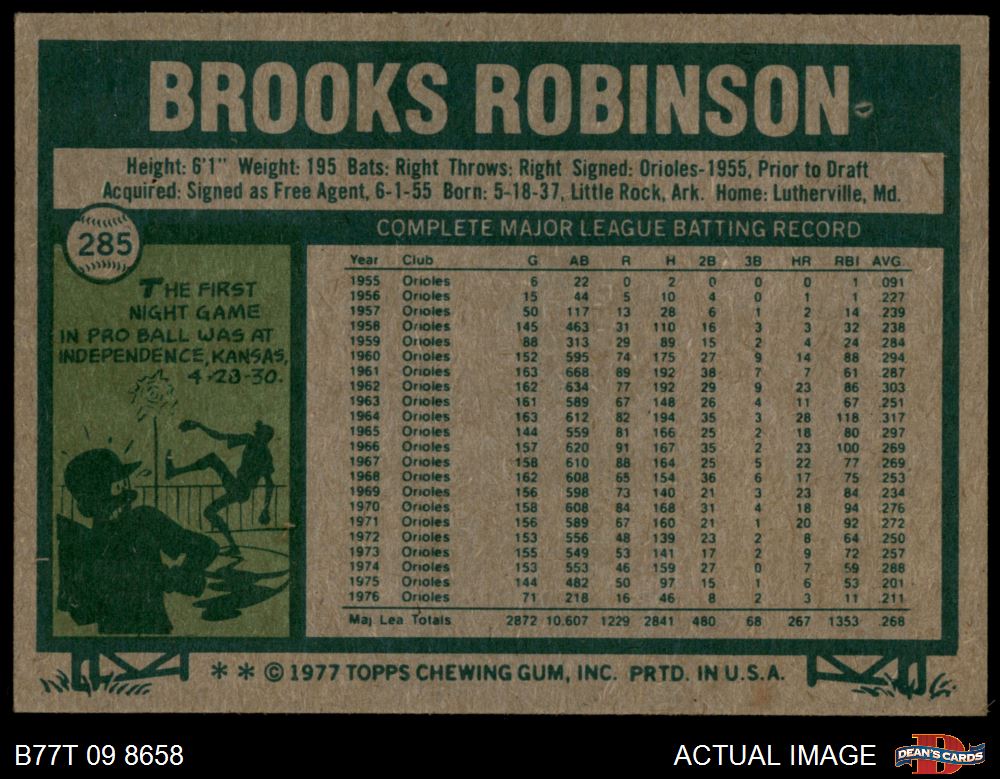 BROOKS ROBINSON
Height: 6'1" Weight: 195 Bats: Right Throws: Right Signed: Orioles-1955, Prior to Draft
Acquired: Signed as Free Agent, 6-1-55 Born: 5-18-37, Little Rock, Ark. Home: Lutherville, Md.
285
THE FIRST
NIGHT GAME
IN PRO BALL WAS AT
INDEPENDENCE, KANSAS,
4-28-30.
COMPLETE MAJOR LEAGUE BATTING RECORD
Year Club G AB R H 2B 3B HR RBI AVG.
1955 Orioles 6 22 0 2 0 0 0 1 .091
1956 Orioles 15 44 5 10 4 0 1 1 .227
1957 Orioles 50 117 13 28 6 1 2 14 .239
1958 Orioles 145 463 31 110 16 3 3 32 .238
1959 Orioles 88 313 29 89 15 2 4 24 .284
1960 Orioles 152 595 74 175 27 9 14 88 .294
1961 Orioles 163 668 89 192 38 7 7 61 .287
1962 Orioles 162 634 77 192 29 9 23 86 .303
1963 Orioles 161 589 67 148 26 4 11 67 .251
1964 Orioles 163 612 82 194 35 3 28 118 .317
1965 Orioles 144 559 81 166 25 2 18 80 .297
1966 Orioles 157 620 91 167 35 2 23 100 .269
1967 Orioles 158 610 88 164 25 5 22 77 .269
1968 Orioles 162 608 65 154 36 6 17 75 .253
1969 Orioles 156 598 73 140 21 3 23 84 .234
1970 Orioles 158 608 84 168 31 4 18 94 .276
1971 Orioles 156 589 67 160 21 1 20 92 .272
1972 Orioles 153 556 48 139 23 2 8 64 .250
1973 Orioles 155 549 53 141 17 2 9 72 .257
1974 Orioles 153 553 46 159 27 0 7 59 .288
1975 Orioles 144 482 50 97 15 1 6 53 .201
1976 Orioles 71 218 16 46 8 2 3 11 .211
Maj Lea Totals 2872 10.607 1229 2841 480 68 267 1353 .268
* * © 1977 TOPPS CHEWING GUM, INC. PRTD. IN U.S.A.
B77T 09 8658
ACTUAL IMAGE
D
DEAN'S CARDS